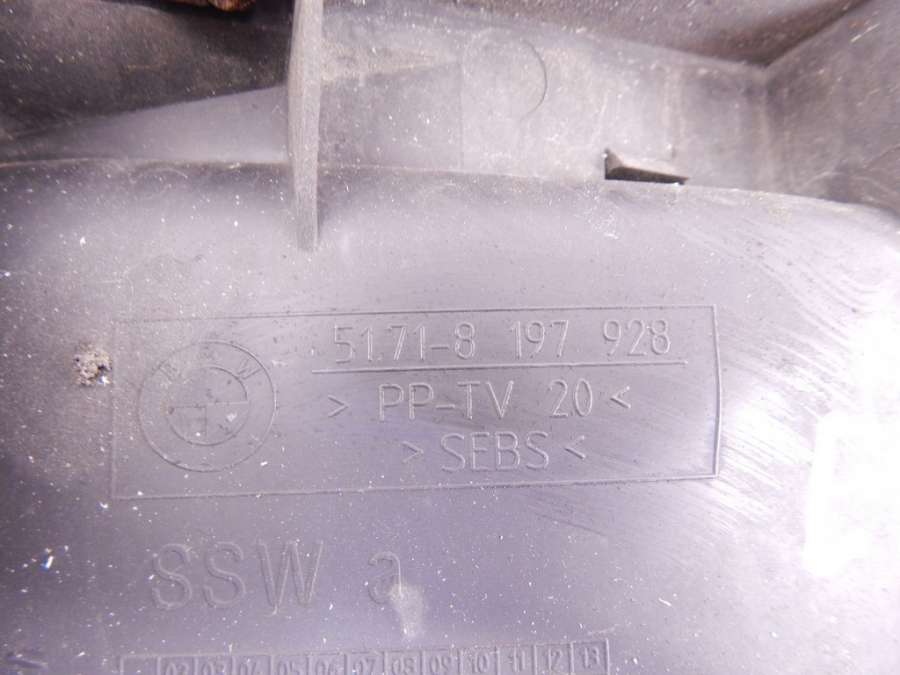 BMW
51.71-8 197 928
> PP-TV 20 <
> SEBS <
SSW a
02 03 04 05 06 07 08 09 10 11 12 13